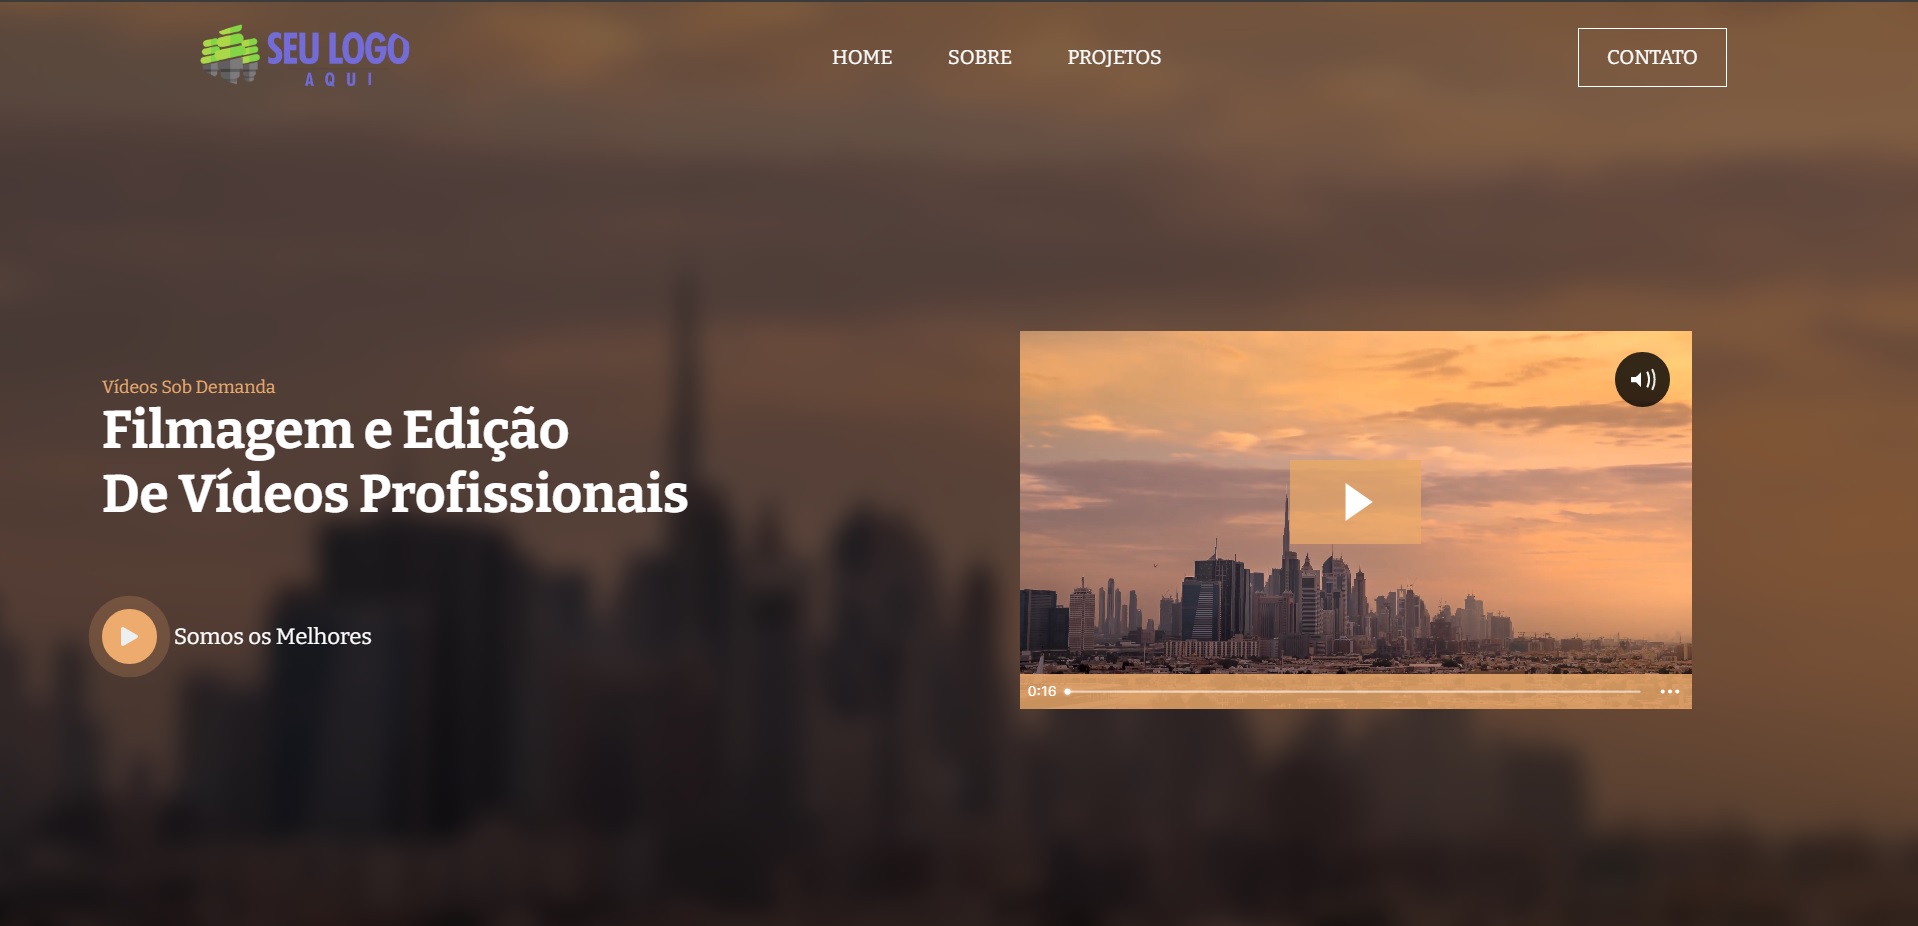 SEU LOGO
AQUI
HOME
SOBRE
PROJETOS
CONTATO
Vídeos Sob Demanda
Filmagem e Edição
De Vídeos Profissionais
Somos os Melhores
0:16